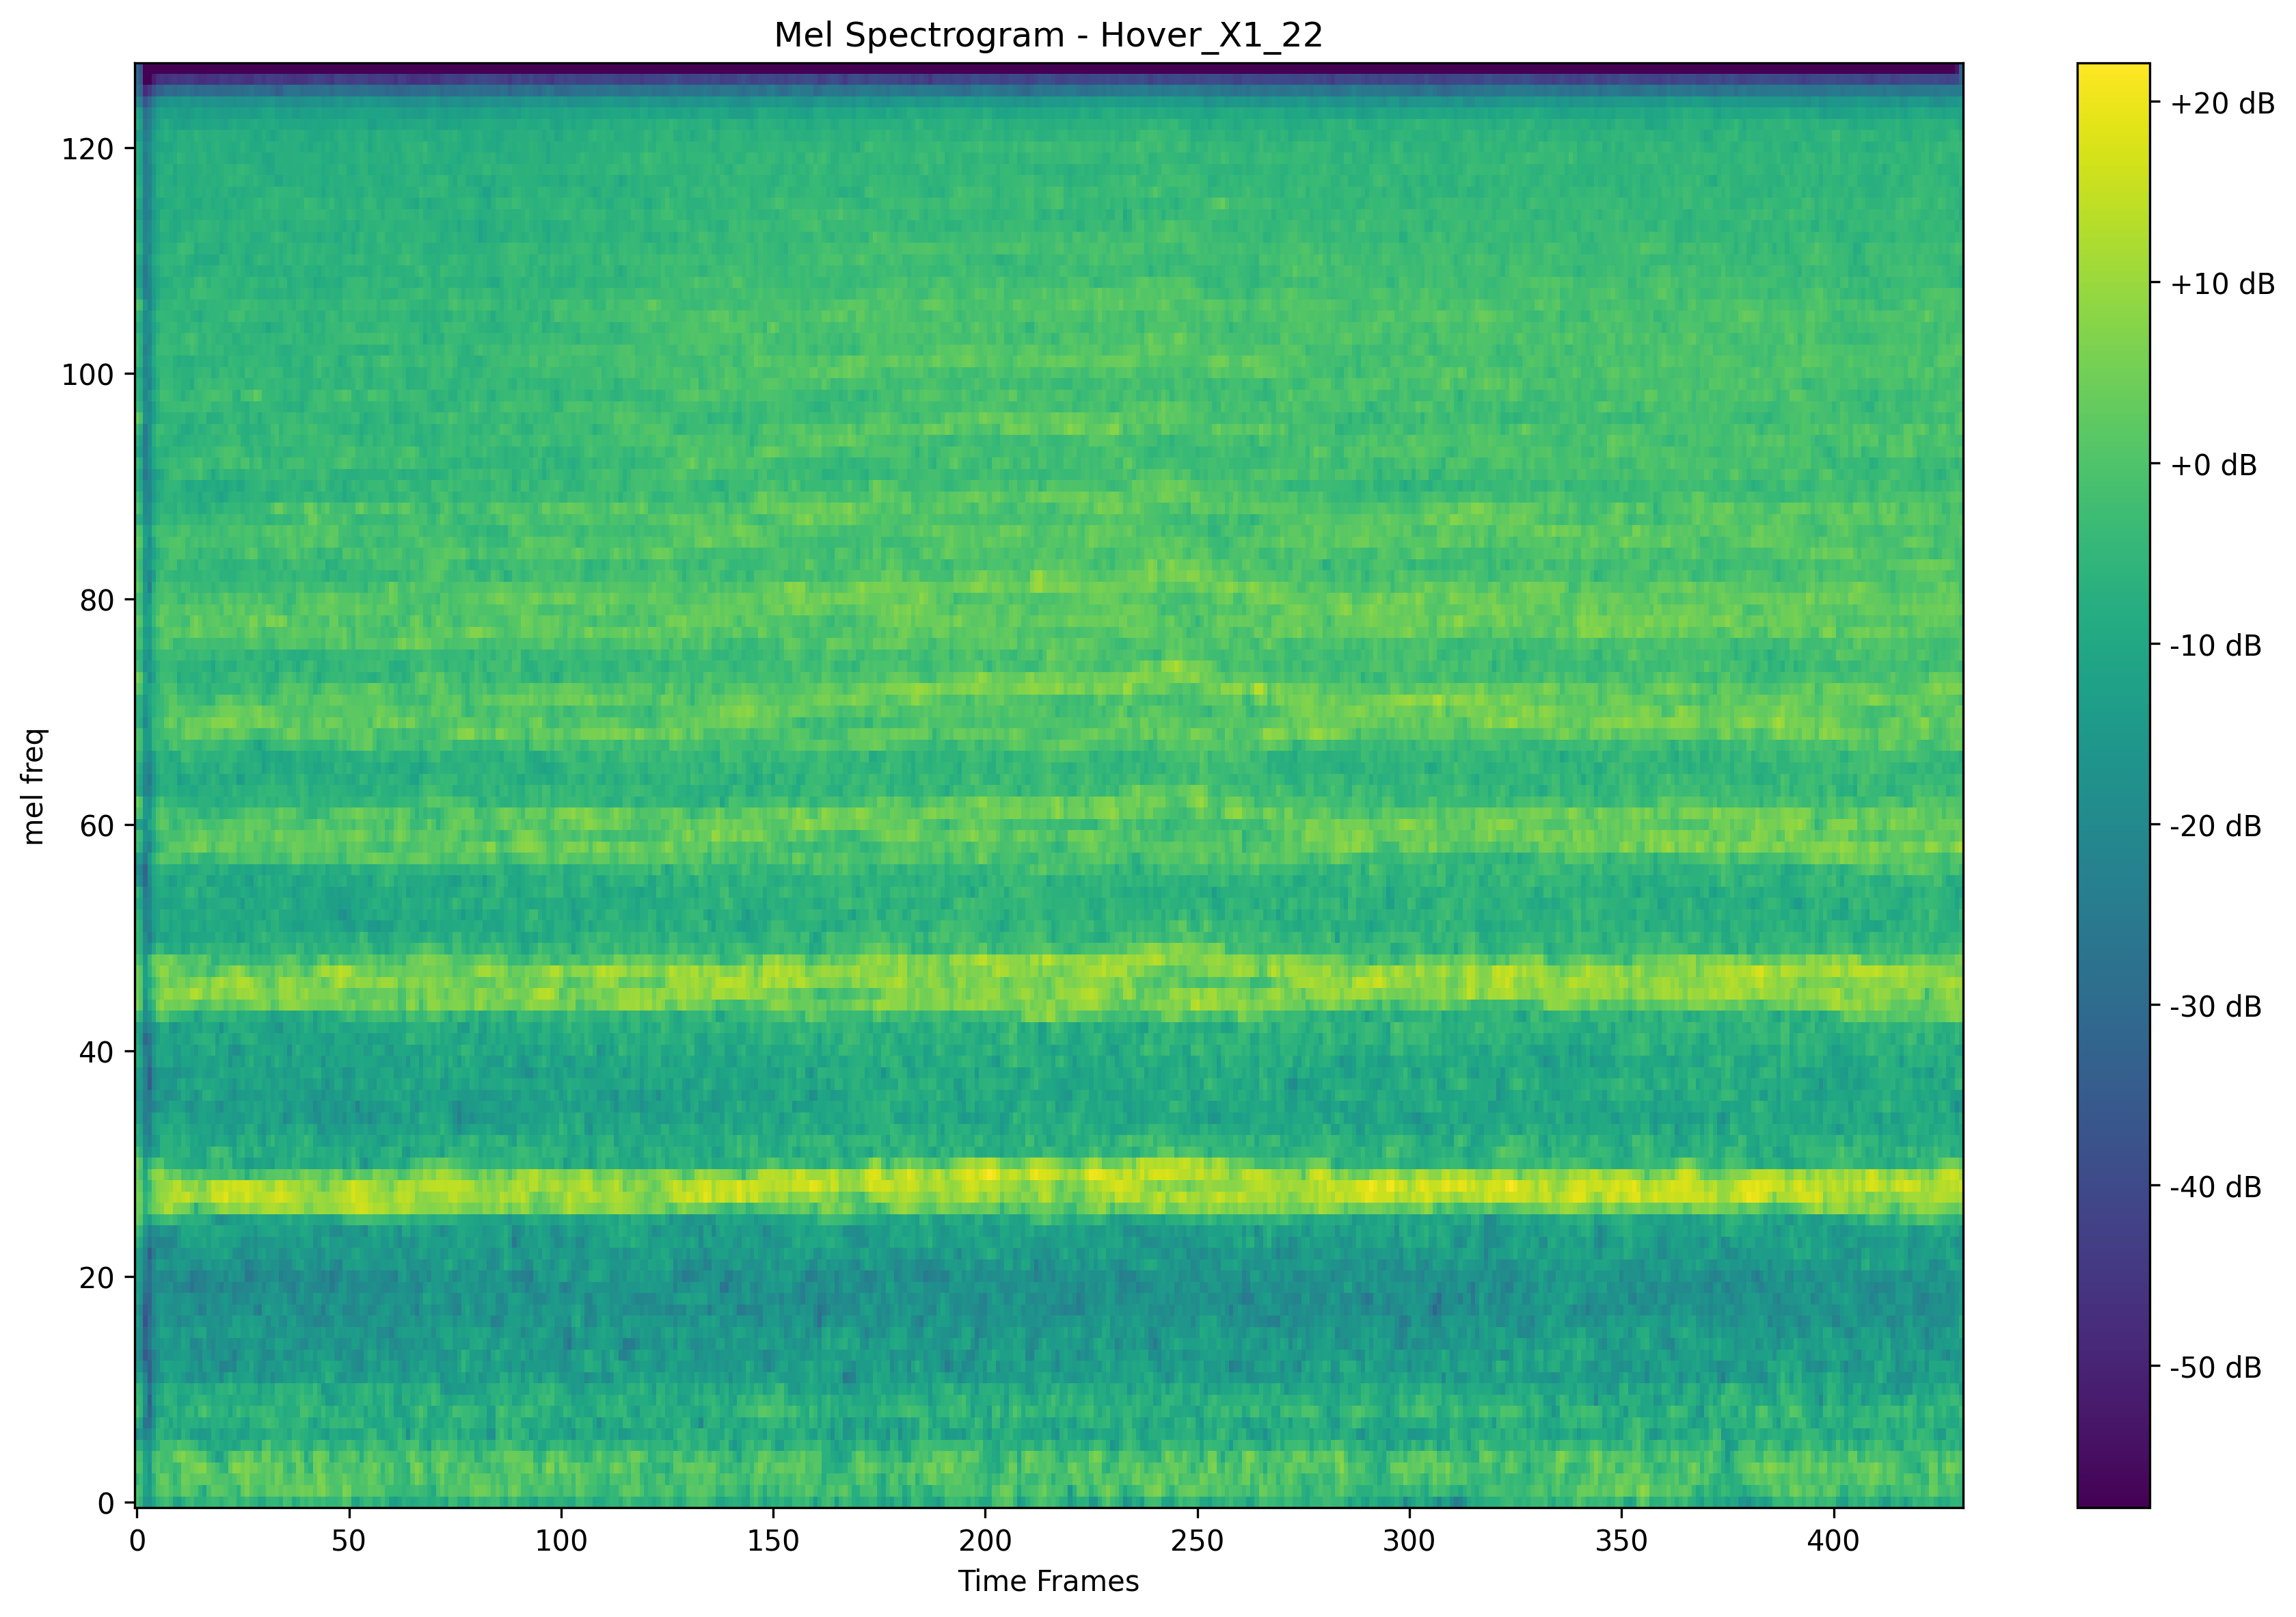 Mel Spectrogram - Hover_X1_22
mel freq
120
100
80
60
40
20
0
0 50 100 150 200 250 300 350 400
Time Frames
+20 dB
+10 dB
+0 dB
-10 dB
-20 dB
-30 dB
-40 dB
-50 dB